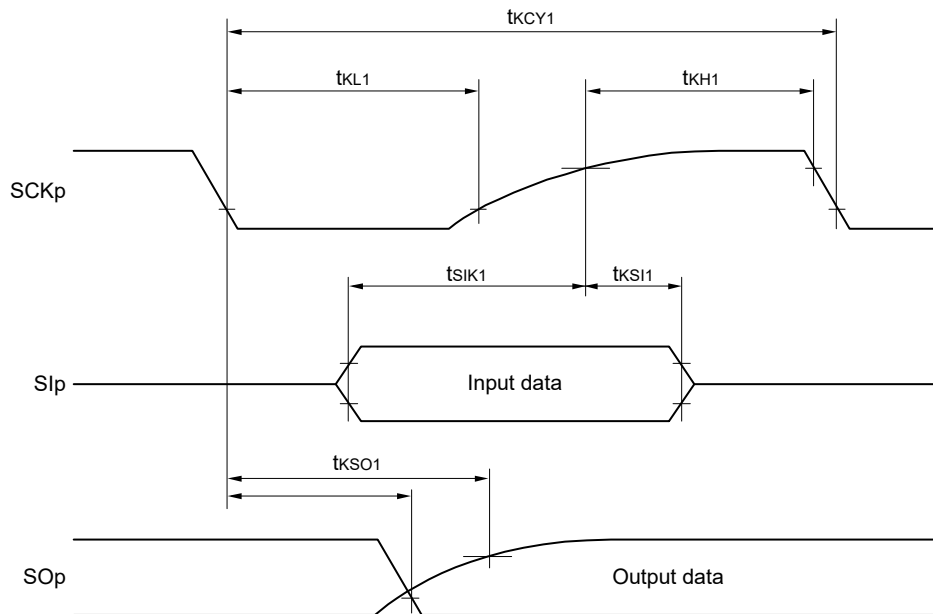 tKCY1
tKL1
tKH1
SCKp
tSIK1
tKSI1
SIp
Input data
tKSO1
SOp
Output data